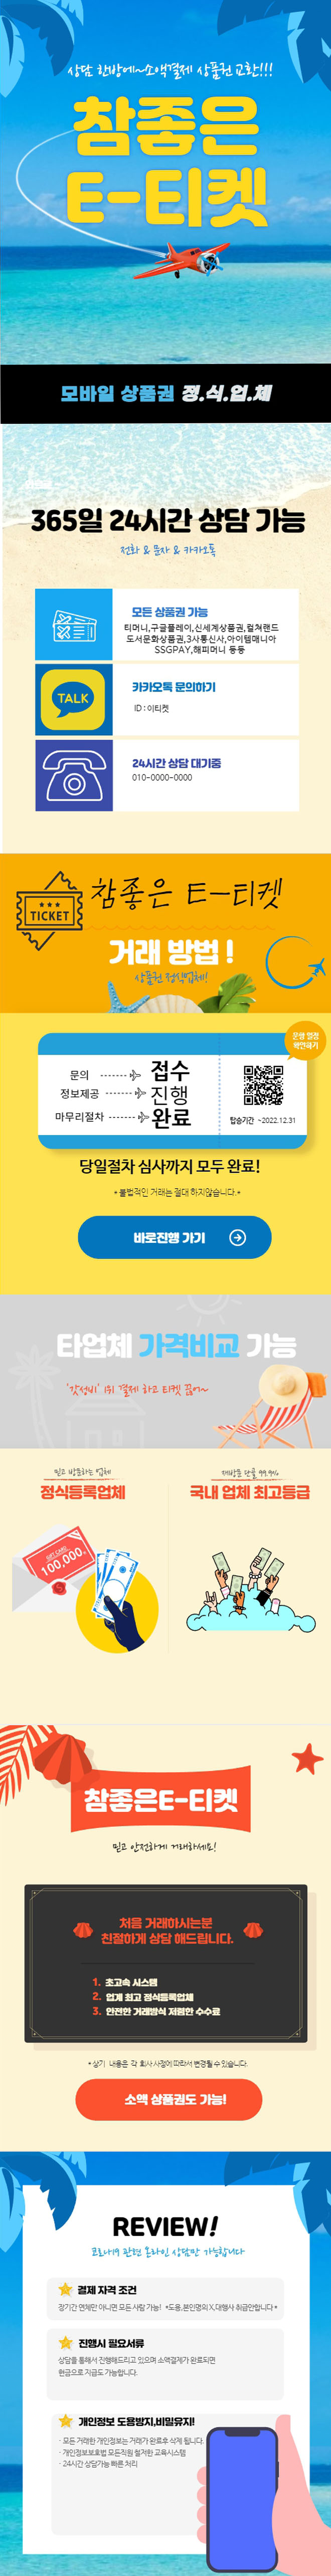 상담 한방에~소액결제 상품권 교환!!!
참좋은
E-티켓
모바일 상품권 정.식.업.체
365일 24시간 상담 가능
전화 & 문자 & 카카오톡
모든 상품권 가능
티머니,구글플레이,신세계상품권,컬쳐랜드
도서문화상품권,3사통신사,아이템매니아
SSGPAY,해피머니 등등
TALK
카카오톡 문의하기
ID : 이티켓
24시간 상담 대기중
010-0000-0000
TICKET
참좋은 E-티켓
거래 방법 !
상품권 정식업체!
운항 일정
확인하기
문의 접수
정보제공 진행
마무리절차 완료
탑승기간 ~2022.12.31
당일절차 심사까지 모두 완료!
* 불법적인 거래는 절대 하지않습니다.*
바로진행 가기
타업체 가격비교 가능
'갓성비' 1위 결제 하고 티켓 끊어~
믿고 방문하는 업체
정식등록업체
재방문 단골 99.9%
국내 업체 최고등급
GIFT CARD
100,000
참좋은E-티켓
믿고 안전하게 거래하세요!
처음 거래하시는분
친절하게 상담 해드립니다.
1. 초고속 시스템
2. 업계 최고 정식등록업체
3. 안전한 거래방식 저렴한 수수료
* 상기 내용은 각 회사 사정에 따라서 변경될 수 있습니다.
소액 상품권도 가능!
REVIEW!
코로나19 관련 온라인 상담만 가능합니다
결제 자격 조건
장기간 연체만 아니면 모든 사람 가능! *도용,본인명의 X,대행사 취급안합니다*
진행시 필요서류
상담을 통해서 진행해드리고 있으며 소액결제가 완료되면
현금으로 지급도 가능합니다.
개인정보 도용방지,비밀유지!
· 모든 거래한 개인정보는 거래가 완료후 삭제 됩니다.
· 개인정보보호법 모든직원 철저한 교육시스템
· 24시간 상담가능 빠른 처리